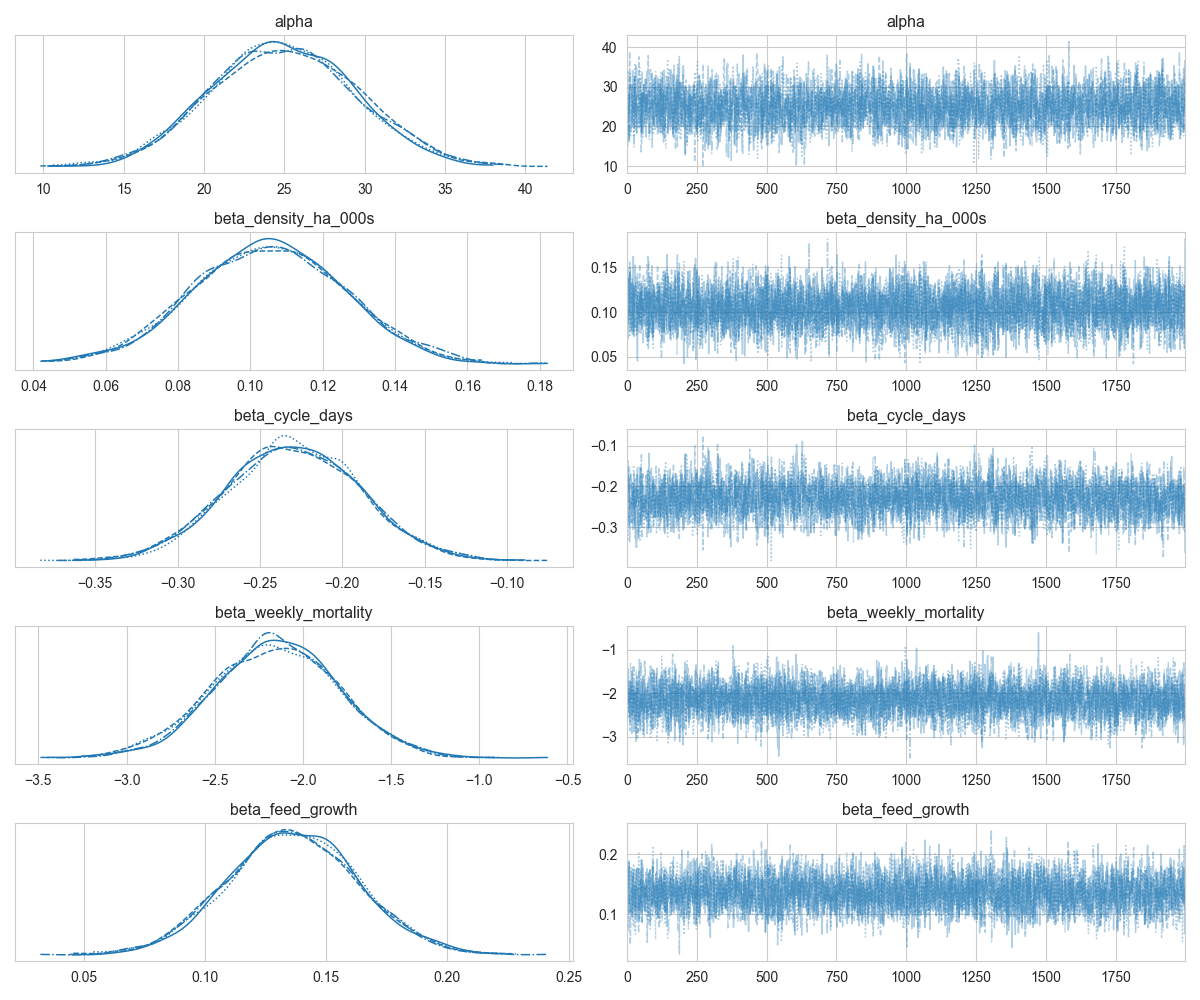 alpha
10 15 20 25 30 35 40
alpha
40
30
20
10
0 250 500 750 1000 1250 1500 1750
beta_density_ha_000s
0.04 0.06 0.08 0.10 0.12 0.14 0.16 0.18
beta_density_ha_000s
0.15
0.10
0.05
0 250 500 750 1000 1250 1500 1750
beta_cycle_days
−0.35 −0.30 −0.25 −0.20 −0.15 −0.10
beta_cycle_days
−0.1
−0.2
−0.3
0 250 500 750 1000 1250 1500 1750
beta_weekly_mortality
−3.5 −3.0 −2.5 −2.0 −1.5 −1.0 −0.5
beta_weekly_mortality
−1
−2
−3
0 250 500 750 1000 1250 1500 1750
beta_feed_growth
0.05 0.10 0.15 0.20 0.25
beta_feed_growth
0.2
0.1
0 250 500 750 1000 1250 1500 1750